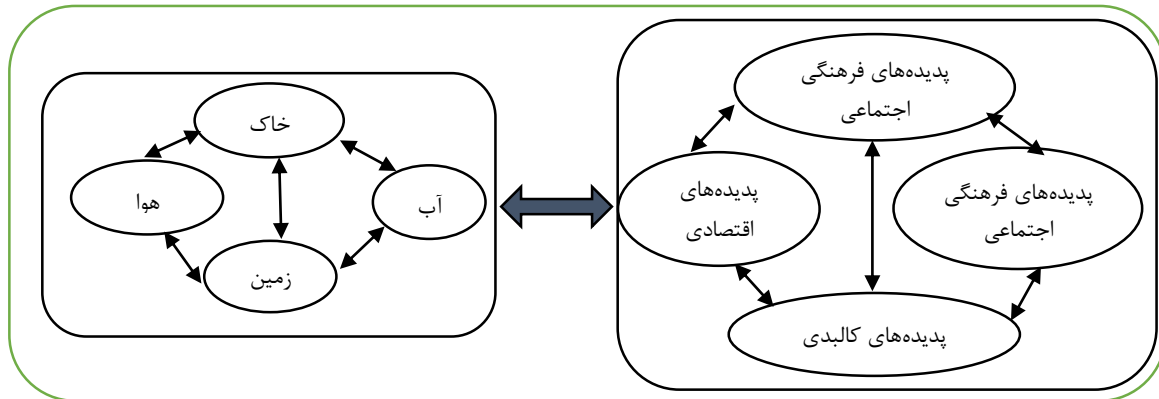 پدیده‌های فرهنگی
اجتماعی
پدیده‌های فرهنگی
اجتماعی
پدیده‌های
اقتصادی
پدیده‌های کالبدی
خاک
آب
هوا
زمین